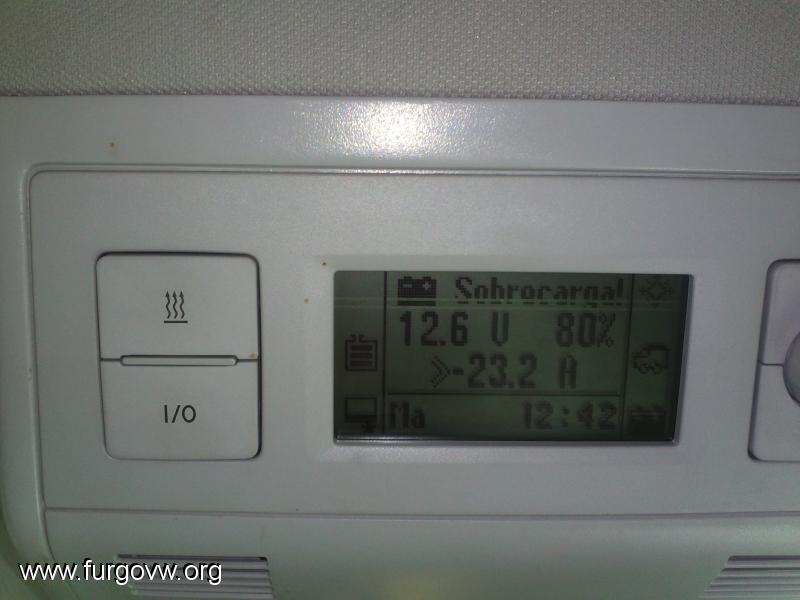 Sobrecarga!
12.6 V 80%
-23.2 A
Ma 12:42
I/O
www.furgovw.org